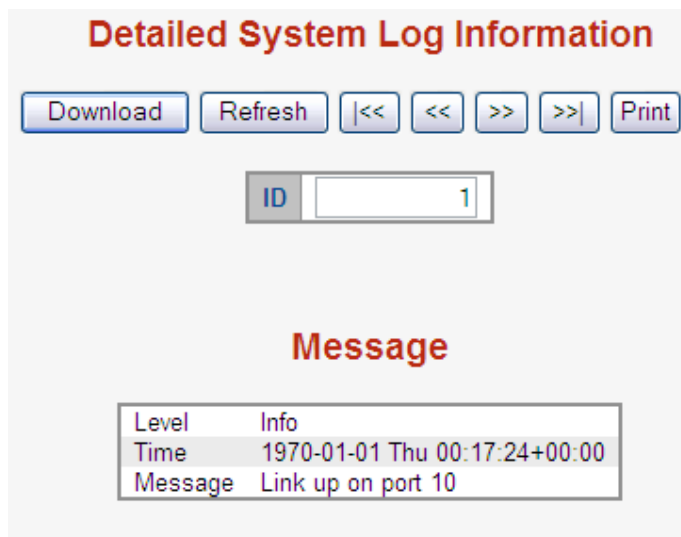 Detailed System Log Information
Download Refresh |<< << >> >>| Print
ID 1
Message
Level Info
Time 1970-01-01 Thu 00:17:24+00:00
Message Link up on port 10